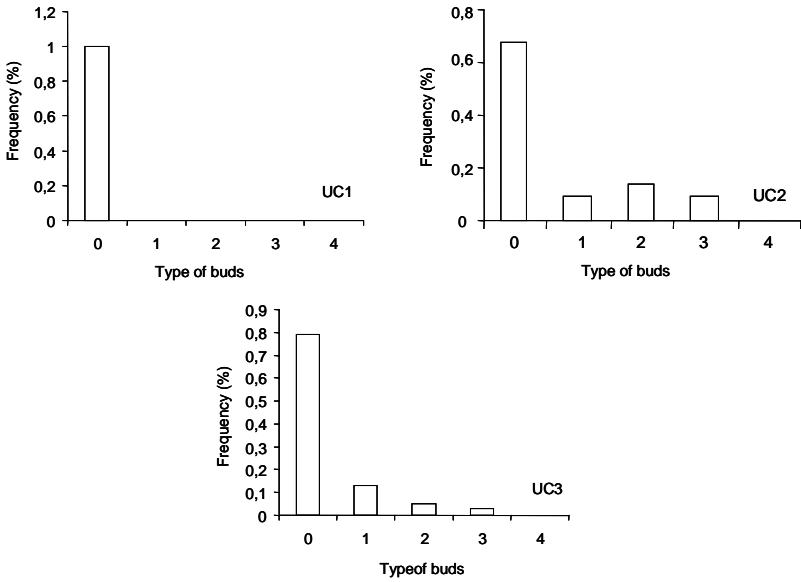 1,2
1
0,8
0,6
0,4
0,2
0
Frequency (%)
UC1
0 1 2 3 4
Type of buds
0,8
0,6
0,4
0,2
0
Frequency (%)
UC2
0 1 2 3 4
Type of buds
0,9
0,8
0,7
0,6
0,5
0,4
0,3
0,2
0,1
0
Frequency (%)
UC3
0 1 2 3 4
Typeof buds